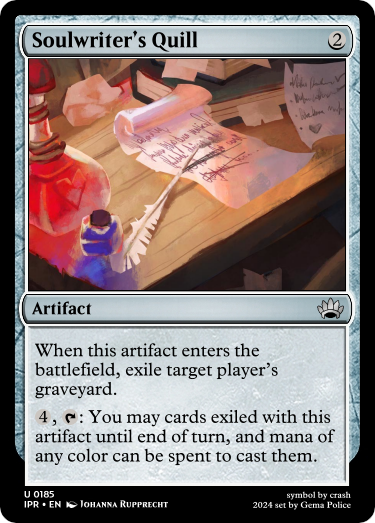 Soulwriter's Quill
2
Artifact
When this artifact enters the
battlefield, exile target player's
graveyard.
4, T: You may cards exiled with this
artifact until end of turn, and mana of
any color can be spent to cast them.
U 0185
IPR • EN Johanna Rupprecht
symbol by crash
2024 set by Gema Police